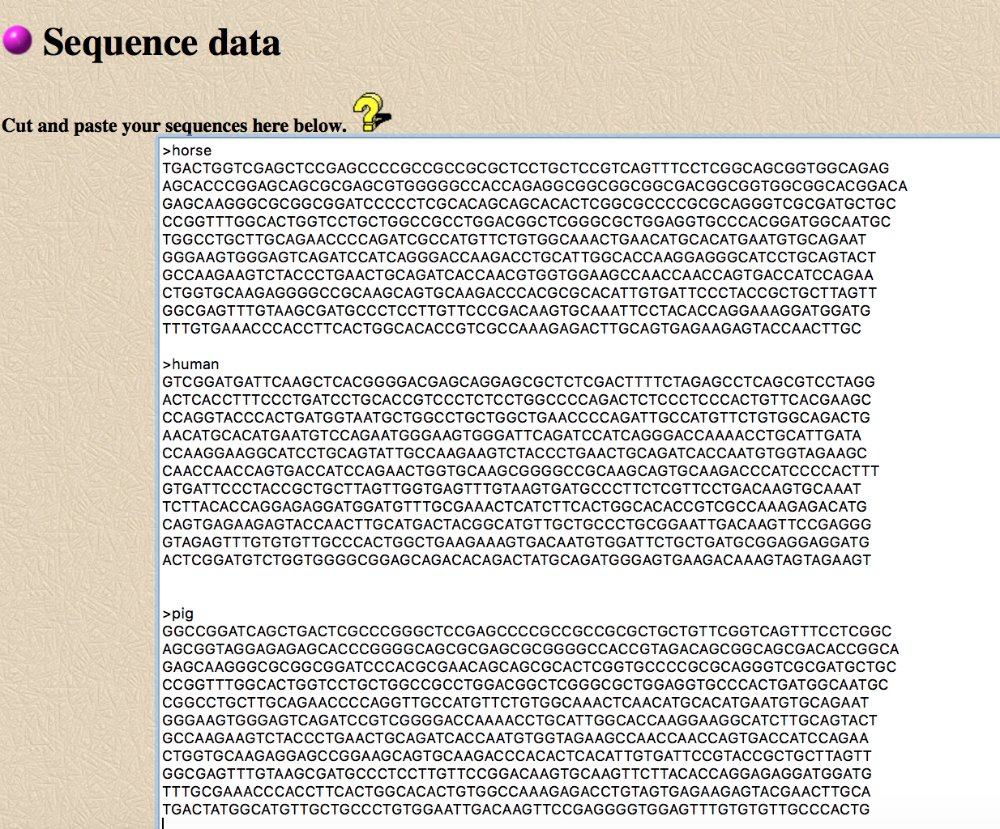 Sequence data
Cut and paste your sequences here below.
>horse
TGACTGGTCGAGCTCCGAGCCCCGCCGCCGCGCTCCTGCTCCGTCAGTTTCCTCGGCAGCGGTGGCAGAG
AGCACCCGGAGCAGCGCGAGCGTGGGGGCCACCAGAGGCGGCGGCGGCGACGGCGGTGGCGGCACGGACA
GAGCAAGGGCGCGGCGGATCCCCCTCGCACAGCAGCACACTCGGCGCCCCGCGCAGGGTCGCGATGCTGC
CCGGTTTGGCACTGGTCCTGCTGGCCGCCTGGACGGCTCGGGCGCTGGAGGTGCCCACGGATGGCAATGC
TGGCCTGCTTGCAGAACCCCAGATCGCCATGTTCTGTGGCAAACTGAACATGCACATGAATGTGCAGAAT
GGGAAGTGGGAGTCAGATCCATCAGGGACCAAGACCTGCATTGGCACCAAGGAGGGCATCCTGCAGTACT
GCCAAGAAGTCTACCCTGAACTGCAGATCACCAACGTGGTGGAAGCCAACCAACCAGTGACCATCCAGAA
CTGGTGCAAGAGGGGCCGCAAGCAGTGCAAGACCCACGCGCACATTGTGATTCCCTACCGCTGCTTAGTT
GGCGAGTTTGTAAGCGATGCCCTCCTTGTTCCCGACAAGTGCAAATTCCTACACCAGGAAAGGATGGATG
TTTGTGAAACCCACCTTCACTGGCACACCGTCGCCAAAGAGACTTGCAGTGAGAAGAGTACCAACTTGC
>human
GTCGGATGATTCAAGCTCACGGGGACGAGCAGGAGCGCTCTCGACTTTTCTAGAGCCTCAGCGTCCTAGG
ACTCACCTTTCCCTGATCCTGCACCGTCCCTCTCCTGGCCCCAGACTCTCCCTCCCACTGTTCACGAAGC
CCAGGTACCCACTGATGGTAATGCTGGCCTGCTGGCTGAACCCCAGATTGCCATGTTCTGTGGCAGACTG
AACATGCACATGAATGTCCAGAATGGGAAGTGGGATTCAGATCCATCAGGGACCAAAACCTGCATTGATA
CCAAGGAAGGCATCCTGCAGTATTGCCAAGAAGTCTACCCTGAACTGCAGATCACCAATGTGGTAGAAGC
CAACCAACCAGTGACCATCCAGAACTGGTGCAAGCGGGGCCGCAAGCAGTGCAAGACCCATCCCCACTTT
GTGATTCCCTACCGCTGCTTAGTTGGTGAGTTTGTAAGTGATGCCCTTCTCGTTCCTGACAAGTGCAAAT
TCTTACACCAGGAGAGGATGGATGTTTGCGAAACTCATCTTCACTGGCACACCGTCGCCAAAGAGACATG
CAGTGAGAAGAGTACCAACTTGCATGACTACGGCATGTTGCTGCCCTGCGGAATTGACAAGTTCCGAGGG
GTAGAGTTTGTGTGTTGCCCACTGGCTGAAGAAAGTGACAATGTGGATTCTGCTGATGCGGAGGAGGATG
ACTCGGATGTCTGGTGGGGCGGAGCAGACACAGACTATGCAGATGGGAGTGAAGACAAAGTAGTAGAAGT
>pig
GGCCGGATCAGCTGACTCGCCCGGGCTCCGAGCCCCGCCGCCGCGCTGCTGTTCGGTCAGTTTCCTCGGC
AGCGGTAGGAGAGAGCACCCGGGGCAGCGCGAGCGCGGGGCCACCGTAGACAGCGGCAGCGACACCGGCA
GAGCAAGGGCGCGGCGGATCCCACGCGAACAGCAGCGCACTCGGTGCCCCGCGCAGGGTCGCGATGCTGC
CCGGTTTGGCACTGGTCCTGCTGGCCGCCTGGACGGCTCGGGCGCTGGAGGTGCCCACTGATGGCAATGC
CGGCCTGCTTGCAGAACCCCAGGTTGCCATGTTCTGTGGCAAACTCAACATGCACATGAATGTGCAGAAT
GGGAAGTGGGAGTCAGATCCGTCGGGGACCAAAACCTGCATTGGCACCAAGGAAGGCATCTTGCAGTACT
GCCAAGAAGTCTACCCTGAACTGCAGATCACCAATGTGGTAGAAGCCAACCAACCAGTGACCATCCAGAA
CTGGTGCAAGAGGAGCCGGAAGCAGTGCAAGACCCACACTCACATTGTGATTCCGTACCGCTGCTTAGTT
GGCGAGTTTGTAAGCGATGCCCTCCTTGTTCCGGACAAGTGCAAGTTCTTACACCAGGAGAGGATGGATG
TTTGCGAAACCCACCTTCACTGGCACACTGTGGCCAAAGAGACCTGTAGTGAGAAGAGTACGAACTTGCA
TGACTATGGCATGTTGCTGCCCTGTGGAATTGACAAGTTCCGAGGGGTGGAGTTTGTGTGTTGCCCACTG